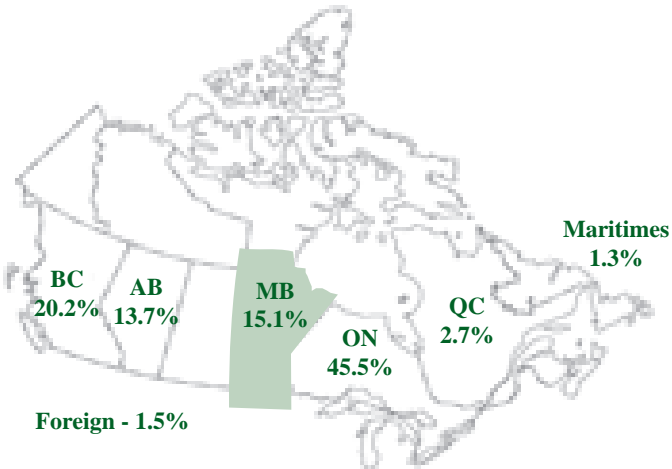 Maritimes
1.3%
BC
20.2%
AB
13.7%
MB
15.1%
QC
2.7%
ON
45.5%
Foreign - 1.5%